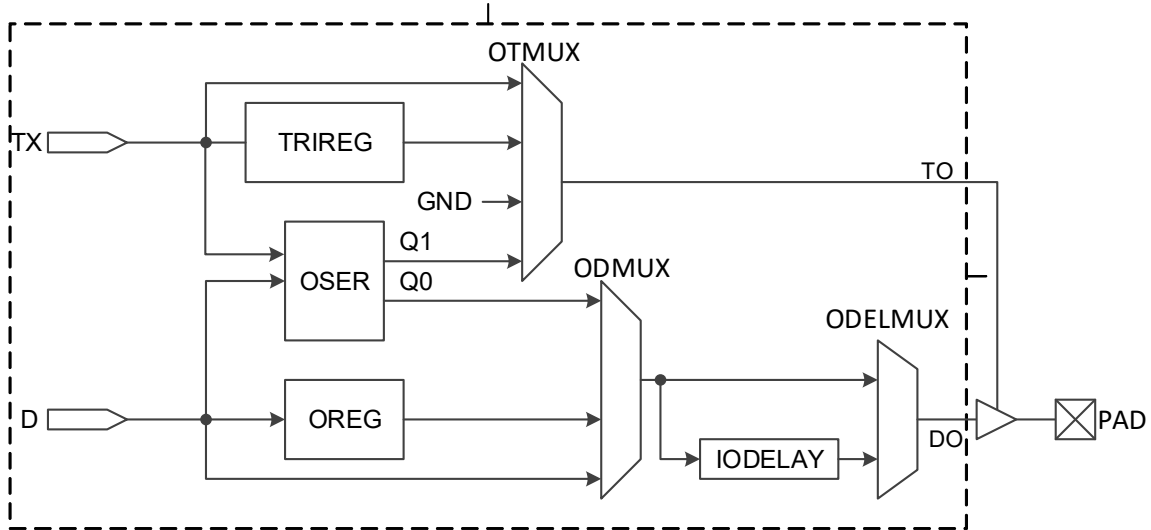 OTMUX
TX
TRIREG
TO
GND
Q1
OSER
Q0
ODMUX
ODELMUX
D
OREG
DO
PAD
IODELAY